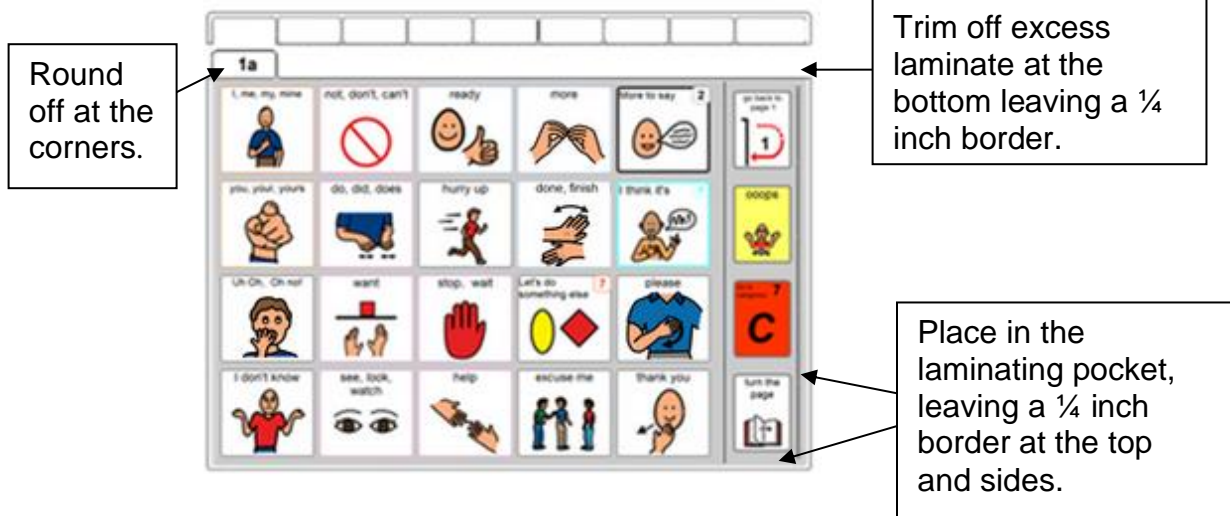 Round
off at the
corners.
Trim off excess
laminate at the
bottom leaving a ¼
inch border.
1a
I, me, my, mine
not, don't, can't
ready
more
More to say 2
go back to
page 1
1
you, your, yours
do, did, does
hurry up
done, finish
I think it's
ooops
Uh Oh, Oh no!
want
stop, wait
Let's do 7
something else
please
7
C
I don't know
see, look,
watch
help
excuse me
thank you
turn the
page
Place in the
laminating pocket,
leaving a ¼ inch
border at the top
and sides.